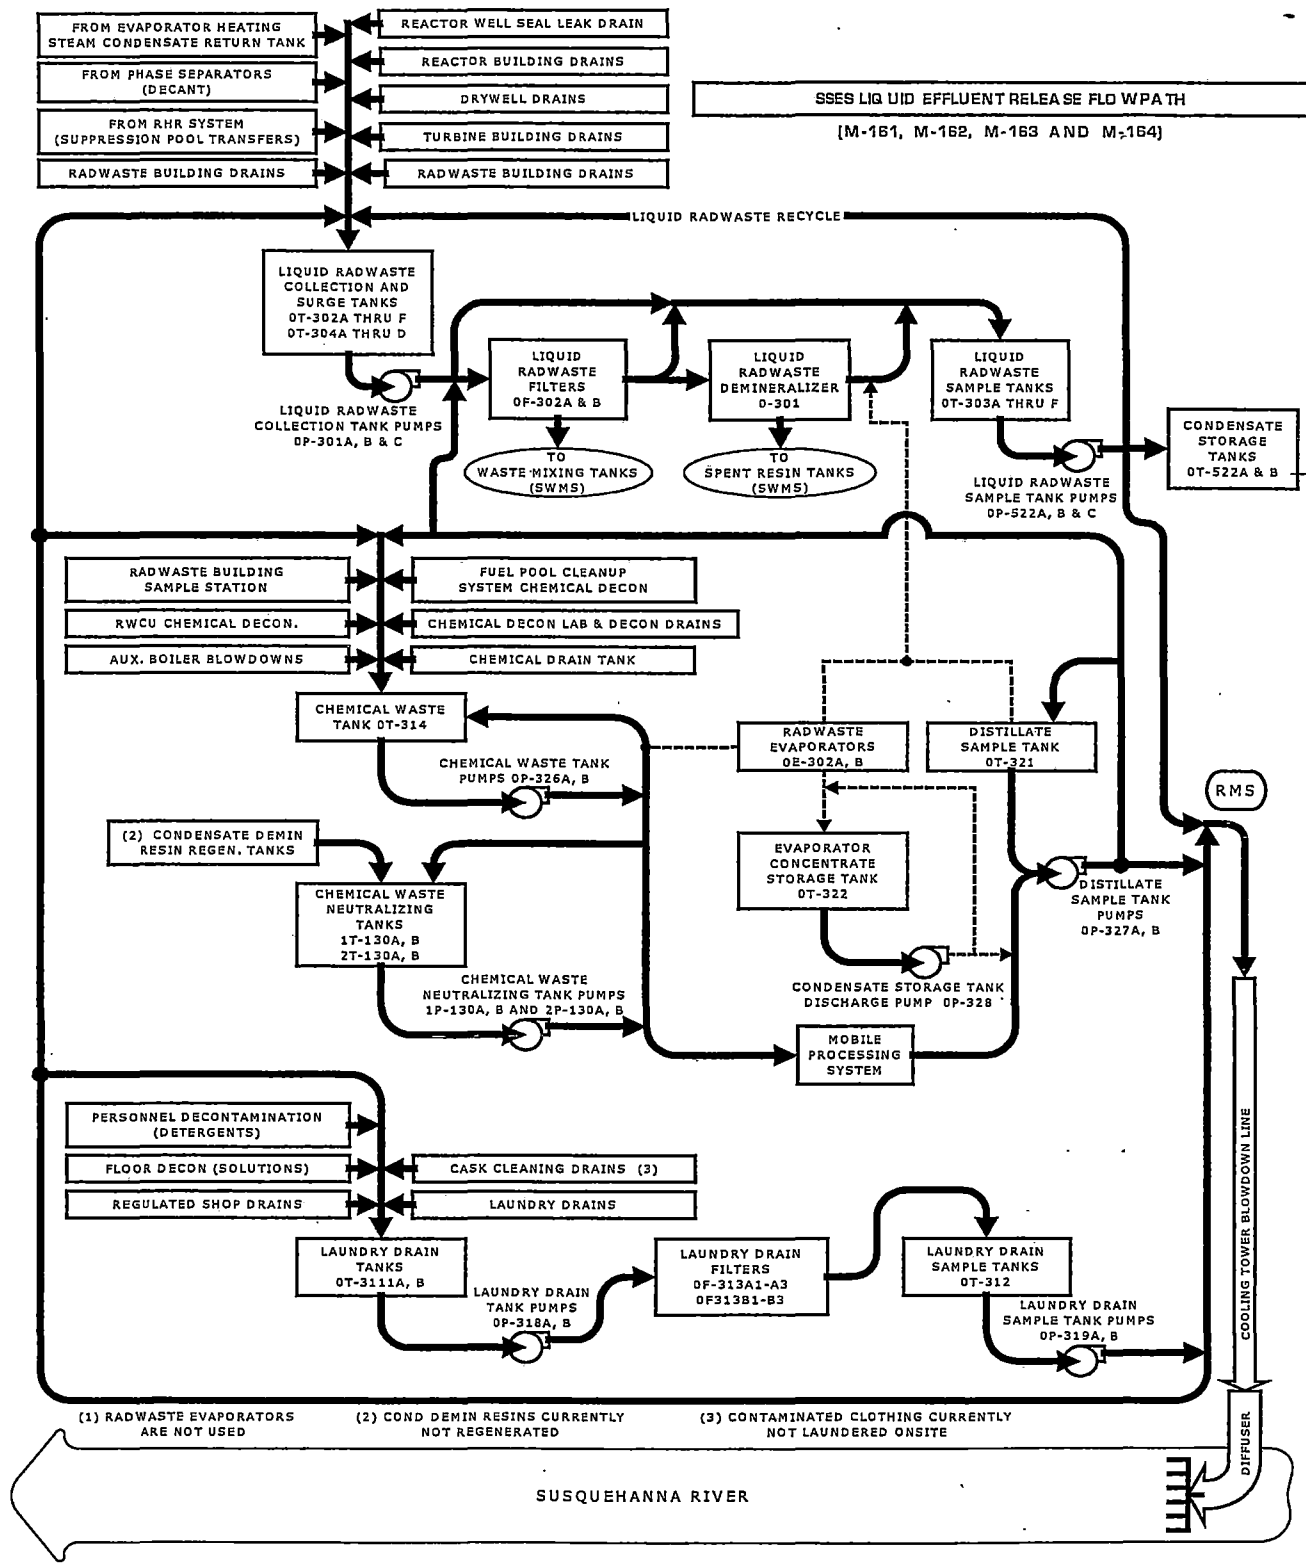 FROM EVAPORATOR HEATING
STEAM CONDENSATE RETURN TANK
REACTOR WELL SEAL LEAK DRAIN
FROM PHASE SEPARATORS
(DECANT)
REACTOR BUILDING DRAINS
DRYWELL DRAINS
FROM RHR SYSTEM
(SUPPRESSION POOL TRANSFERS)
TURBINE BUILDING DRAINS
RADWASTE BUILDING DRAINS
RADWASTE BUILDING DRAINS
SSES LIQUID EFFLUENT RELEASE FLOWPATH
(M-161, M-162, M-163 AND M-164)
LIQUID RADWASTE RECYCLE
LIQUID RADWASTE
COLLECTION AND
SURGE TANKS
0T-302A THRU F
0T-304A THRU D
LIQUID RADWASTE
COLLECTION TANK PUMPS
0P-301A, B & C
LIQUID
RADWASTE
FILTERS
0F-302A & B
TO
WASTE MIXING TANKS
(SWMS)
LIQUID
RADWASTE
DEMINERALIZER
0-301
TO
SPENT RESIN TANKS
(SWMS)
LIQUID
RADWASTE
SAMPLE TANKS
0T-303A THRU F
LIQUID RADWASTE
SAMPLE TANK PUMPS
0P-522A, B & C
CONDENSATE
STORAGE
TANKS
0T-522A & B
RADWASTE BUILDING
SAMPLE STATION
FUEL POOL CLEANUP
SYSTEM CHEMICAL DECON
RWCU CHEMICAL DECON.
CHEMICAL DECON LAB & DECON DRAINS
AUX. BOILER BLOWDOWNS
CHEMICAL DRAIN TANK
CHEMICAL WASTE
TANK 0T-314
CHEMICAL WASTE TANK
PUMPS 0P-326A, B
RADWASTE
EVAPORATORS
0E-302A, B
DISTILLATE
SAMPLE TANK
0T-321
RMS
(2) CONDENSATE DEMIN
RESIN REGEN. TANKS
EVAPORATOR
CONCENTRATE
STORAGE TANK
0T-322
CHEMICAL WASTE
NEUTRALIZING
TANKS
1T-130A, B
2T-130A, B
DISTILLATE
SAMPLE TANK
PUMPS
0P-327A, B
CHEMICAL WASTE
NEUTRALIZING TANK PUMPS
1P-130A, B AND 2P-130A, B
CONDENSATE STORAGE TANK
DISCHARGE PUMP 0P-328
MOBILE
PROCESSING
SYSTEM
PERSONNEL DECONTAMINATION
(DETERGENTS)
FLOOR DECON (SOLUTIONS)
CASK CLEANING DRAINS (3)
REGULATED SHOP DRAINS
LAUNDRY DRAINS
LAUNDRY DRAIN
TANKS
0T-3111A, B
LAUNDRY DRAIN
TANK PUMPS
0P-318A, B
LAUNDRY DRAIN
FILTERS
0F-313A1-A3
0F313B1-B3
LAUNDRY DRAIN
SAMPLE TANKS
0T-312
LAUNDRY DRAIN
SAMPLE TANK PUMPS
0P-319A, B
COOLING TOWER BLOWDOWN LINE
DIFFUSER
(1) RADWASTE EVAPORATORS
ARE NOT USED
(2) COND DEMIN RESINS CURRENTLY
NOT REGENERATED
(3) CONTAMINATED CLOTHING CURRENTLY
NOT LAUNDERED ONSITE
SUSQUEHANNA RIVER